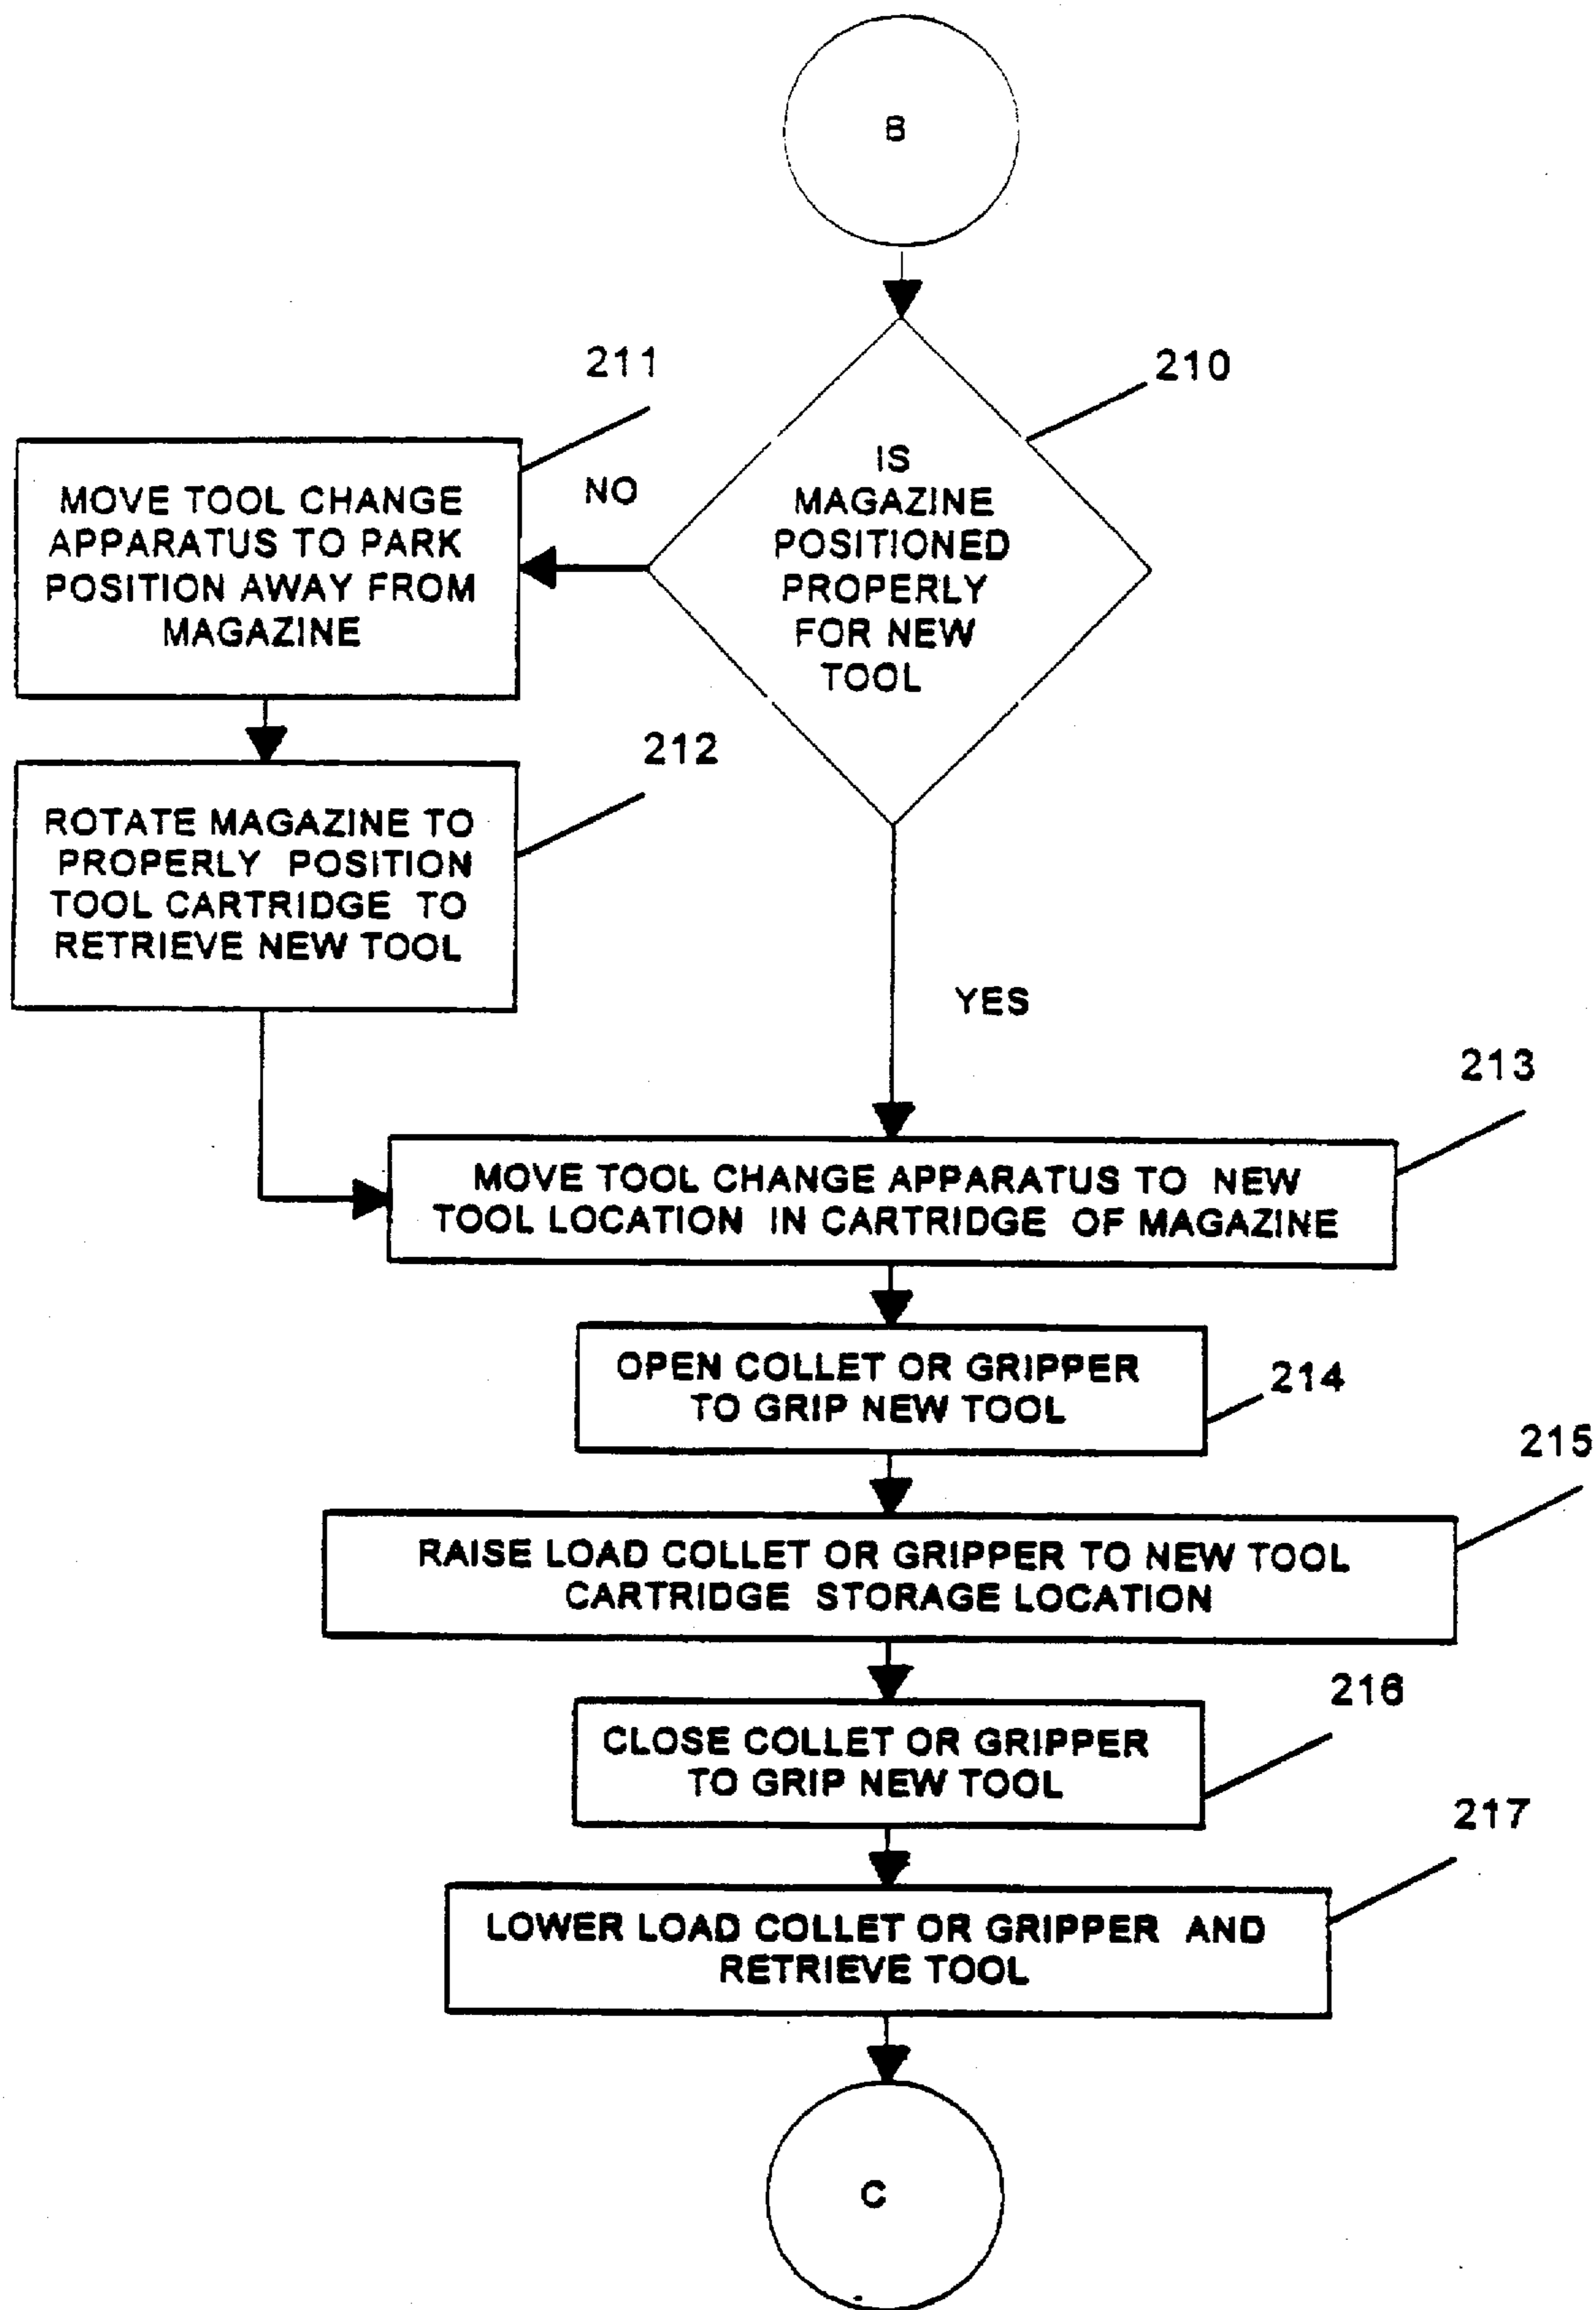 B
210
IS
MAGAZINE
POSITIONED
PROPERLY
FOR NEW
TOOL
NO
211
MOVE TOOL CHANGE
APPARATUS TO PARK
POSITION AWAY FROM
MAGAZINE
212
ROTATE MAGAZINE TO
PROPERLY POSITION
TOOL CARTRIDGE TO
RETRIEVE NEW TOOL
YES
213
MOVE TOOL CHANGE APPARATUS TO NEW
TOOL LOCATION IN CARTRIDGE OF MAGAZINE
OPEN COLLET OR GRIPPER
TO GRIP NEW TOOL
214
215
RAISE LOAD COLLET OR GRIPPER TO NEW TOOL
CARTRIDGE STORAGE LOCATION
216
CLOSE COLLET OR GRIPPER
TO GRIP NEW TOOL
217
LOWER LOAD COLLET OR GRIPPER AND
RETRIEVE TOOL
C